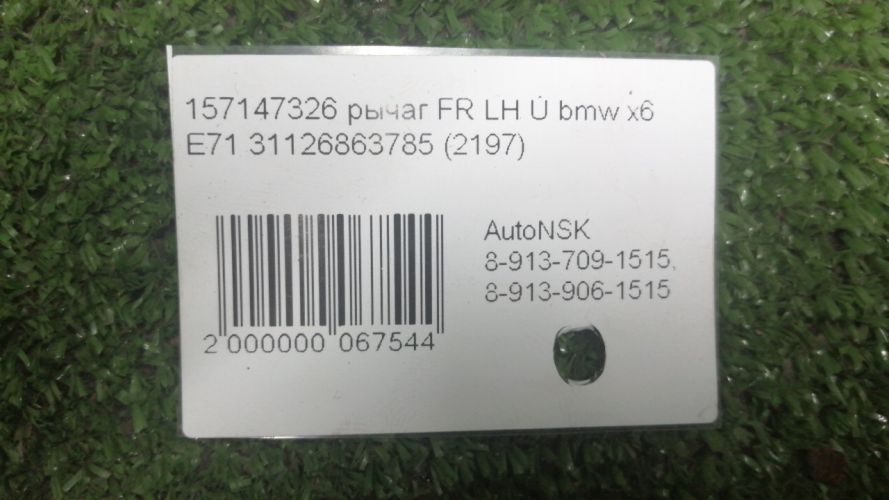 157147326 рычаг FR LH U bmw x6
E71 31126863785 (2197)
AutoNSK
8-913-709-1515,
8-913-906-1515
2 000000 067544